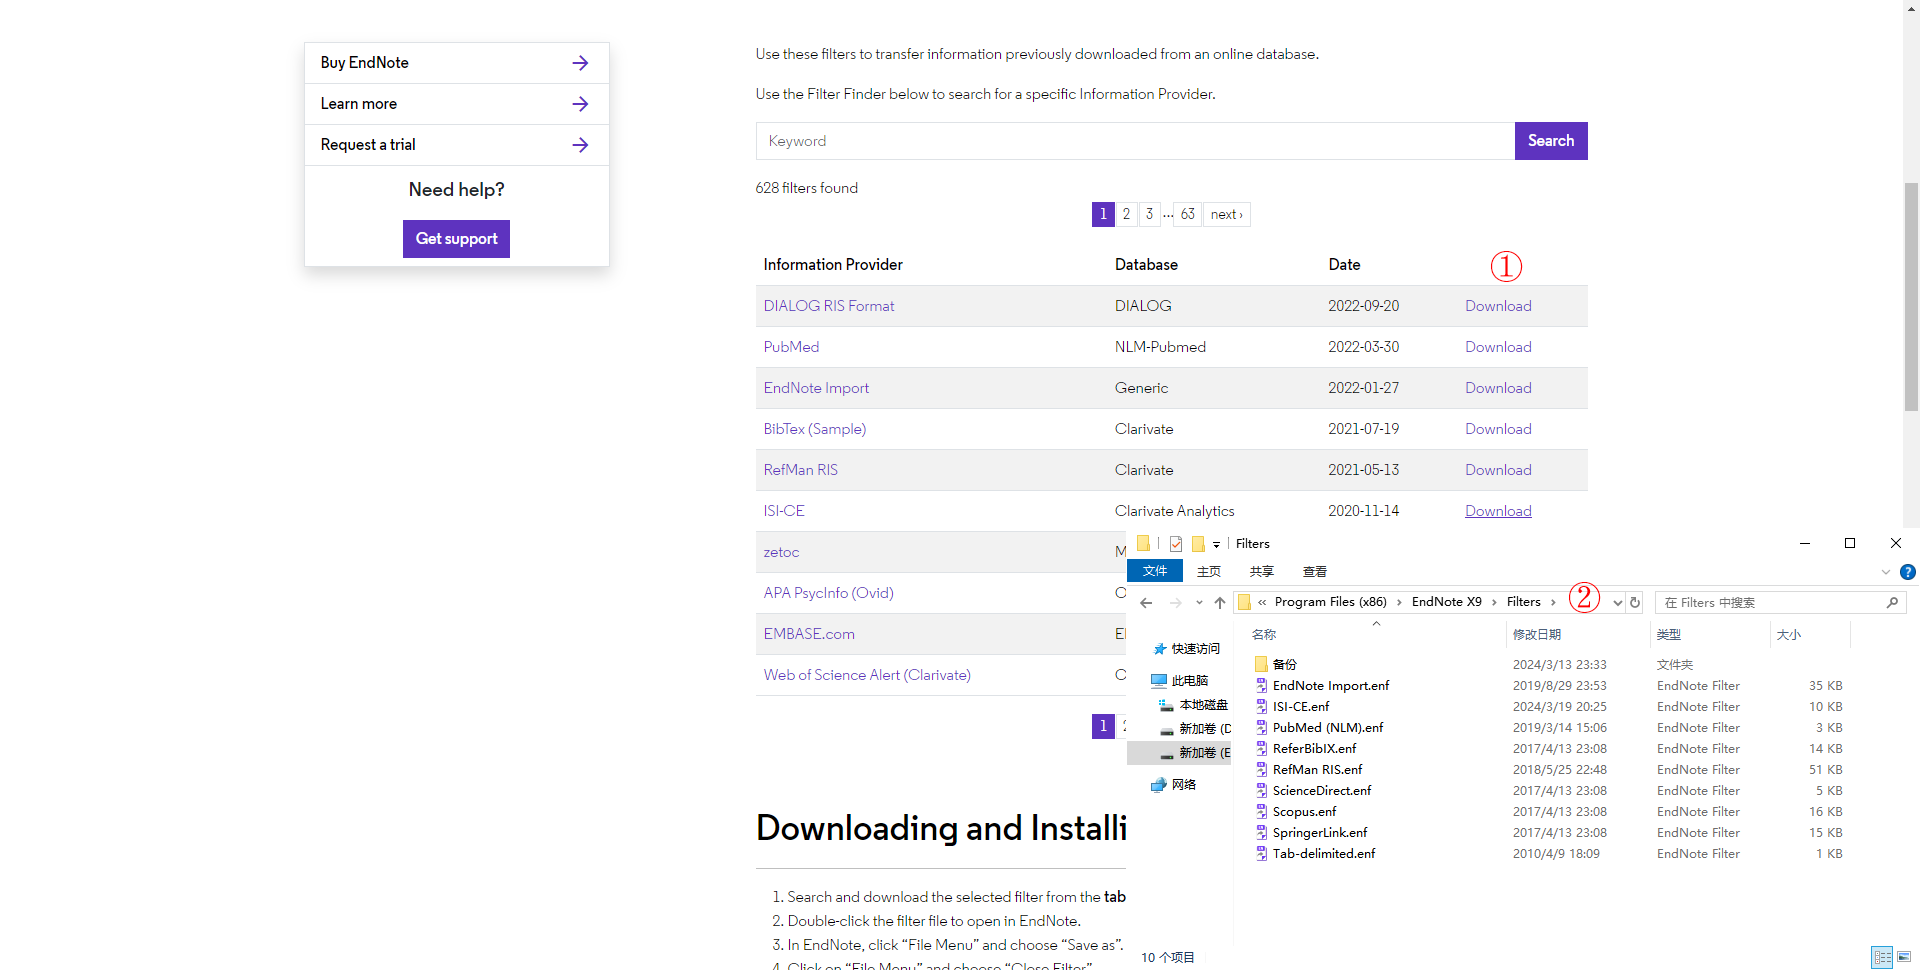 Buy EndNote
Learn more
Request a trial
Need help?
Get support
Use these filters to transfer information previously downloaded from an online database.
Use the Filter Finder below to search for a specific Information Provider.
Keyword Search
628 filters found
1 2 3 ... 63 next ›
Information Provider Database Date ①
DIALOG RIS Format DIALOG 2022-09-20 Download
PubMed NLM-Pubmed 2022-03-30 Download
EndNote Import Generic 2022-01-27 Download
BibTex (Sample) Clarivate 2021-07-19 Download
RefMan RIS Clarivate 2021-05-13 Download
ISI-CE Clarivate Analytics 2020-11-14 Download
zetoc M
APA PsycInfo (Ovid) O
EMBASE.com
Web of Science Alert (Clarivate) O
1
Downloading and Installi
1. Search and download the selected filter from the tab
2. Double-click the filter file to open in EndNote.
3. In EndNote, click “File Menu” and choose “Save as”.
4. Click on “File Menu” and choose “Close Filter”
Filters
文件 主页 共享 查看
« Program Files (x86) › EndNote X9 › Filters › ② 在 Filters 中搜索
快速访问
此电脑
本地磁盘
新加卷 (D
新加卷 (E
网络
名称 修改日期 类型 大小
备份 2024/3/13 23:33 文件夹
EndNote Import.enf 2019/8/29 23:53 EndNote Filter 35 KB
ISI-CE.enf 2024/3/19 20:25 EndNote Filter 10 KB
PubMed (NLM).enf 2019/3/14 15:06 EndNote Filter 3 KB
ReferBibIX.enf 2017/4/13 23:08 EndNote Filter 14 KB
RefMan RIS.enf 2018/5/25 22:48 EndNote Filter 51 KB
ScienceDirect.enf 2017/4/13 23:08 EndNote Filter 5 KB
Scopus.enf 2017/4/13 23:08 EndNote Filter 16 KB
SpringerLink.enf 2017/4/13 23:08 EndNote Filter 15 KB
Tab-delimited.enf 2010/4/9 18:09 EndNote Filter 1 KB
10 个项目